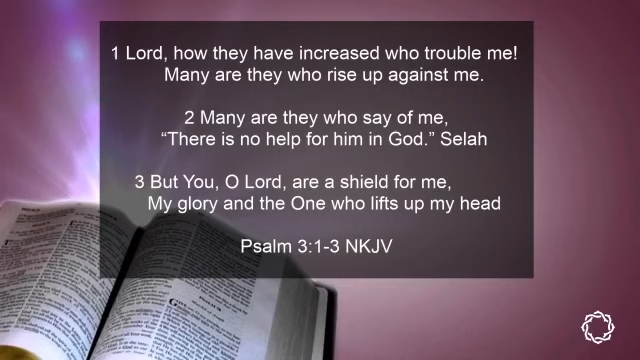 1 Lord, how they have increased who trouble me!
Many are they who rise up against me.
2 Many are they who say of me,
“There is no help for him in God.” Selah
3 But You, O Lord, are a shield for me,
My glory and the One who lifts up my head
Psalm 3:1-3 NKJV